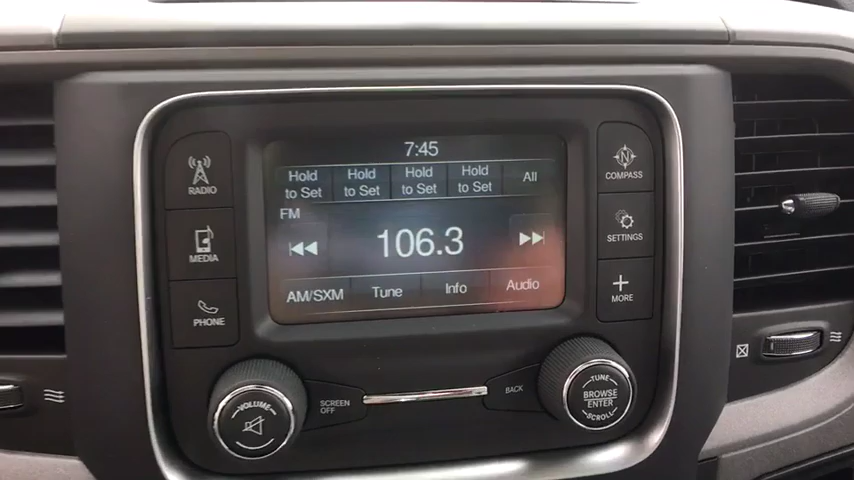 7:45
Hold to Set
Hold to Set
Hold to Set
Hold to Set
All
FM
106.3
AM/SXM
Tune
Info
Audio
RADIO
MEDIA
PHONE
COMPASS
SETTINGS
MORE
VOLUME
SCREEN
OFF
BACK
TUNE
BROWSE
ENTER
SCROLL
N